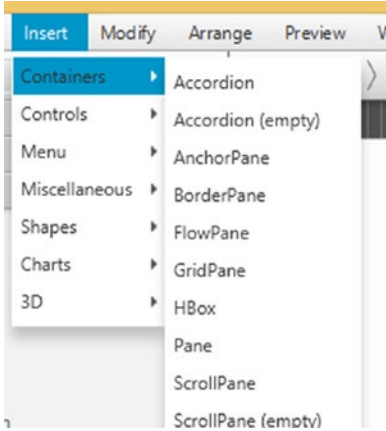 Insert Modify Arrange Preview
Containers
Controls
Menu
Miscellaneous
Shapes
Charts
3D
Accordion
Accordion (empty)
AnchorPane
BorderPane
FlowPane
GridPane
HBox
Pane
ScrollPane
ScrollPane (empty)